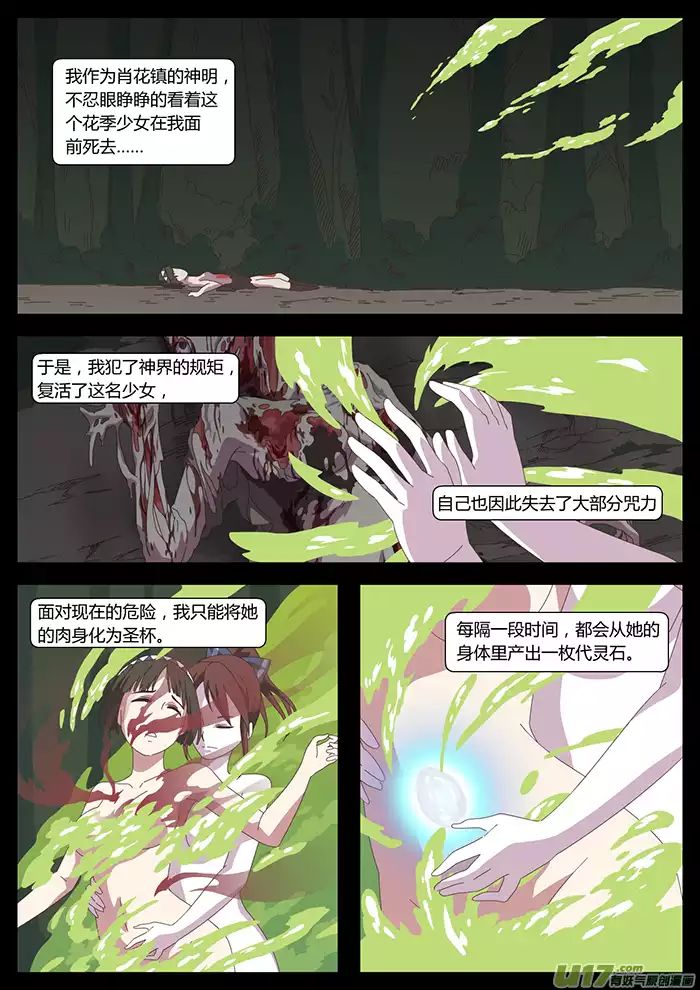 我作为肖花镇的神明，
不忍眼睁睁的看着这
个花季少女在我面
前死去……
于是，我犯了神界的规矩，
复活了这名少女，
自己也因此失去了大部分咒力
面对现在的危险，我只能将她
的肉身化为圣杯。
每隔一段时间，都会从她的
身体里产出一枚代灵石。
U17.com
有妖气原创漫画